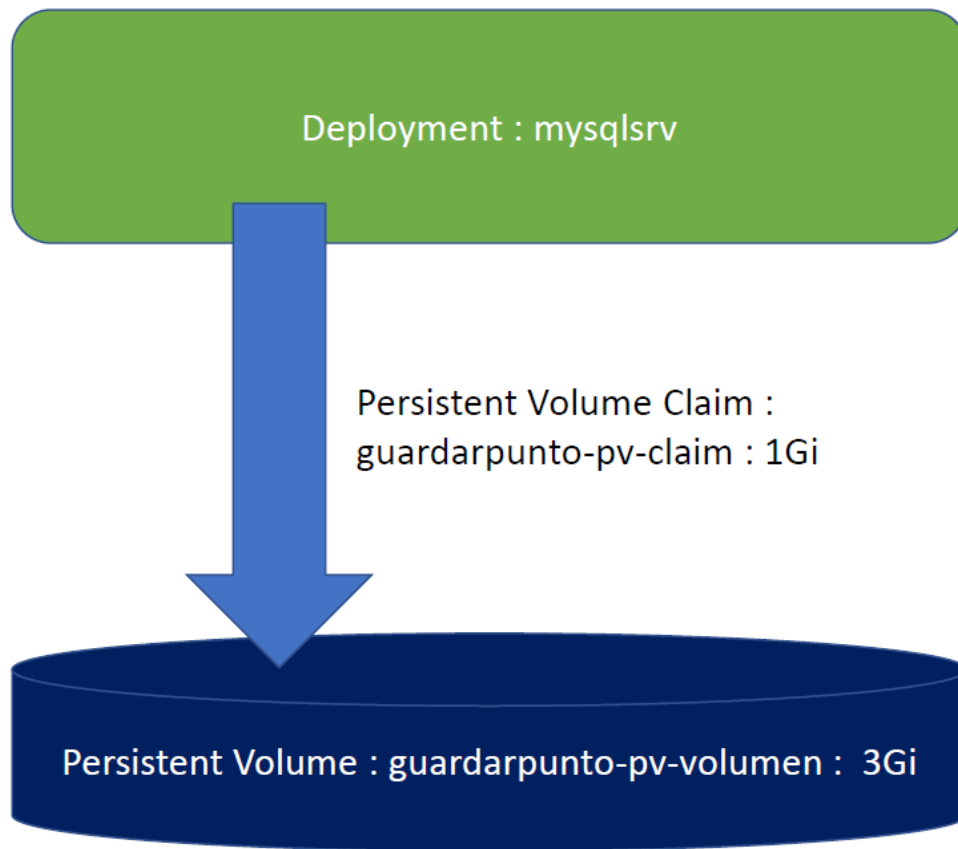 Deployment : mysqlsrv
Persistent Volume Claim :
guardarpunto-pv-claim : 1Gi
Persistent Volume : guardarpunto-pv-volumen :  3Gi